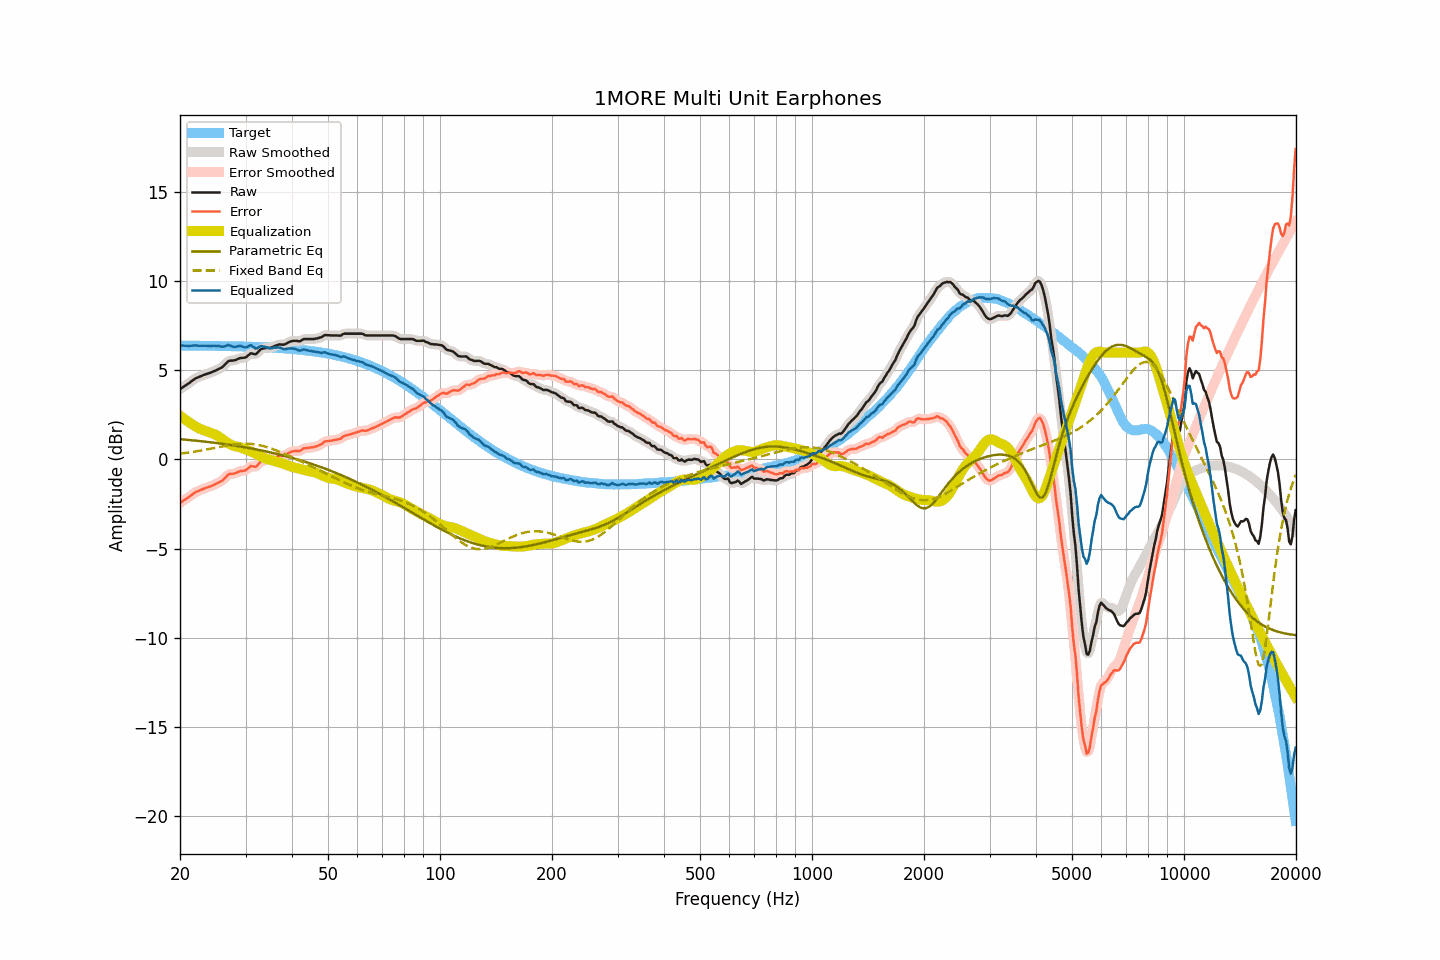 1MORE Multi Unit Earphones
Target
Raw Smoothed
Error Smoothed
Raw
Error
Equalization
Parametric Eq
Fixed Band Eq
Equalized
15
10
5
0
−5
−10
−15
−20
Amplitude (dBr)
20 50 100 200 500 1000 2000 5000 10000 20000
Frequency (Hz)